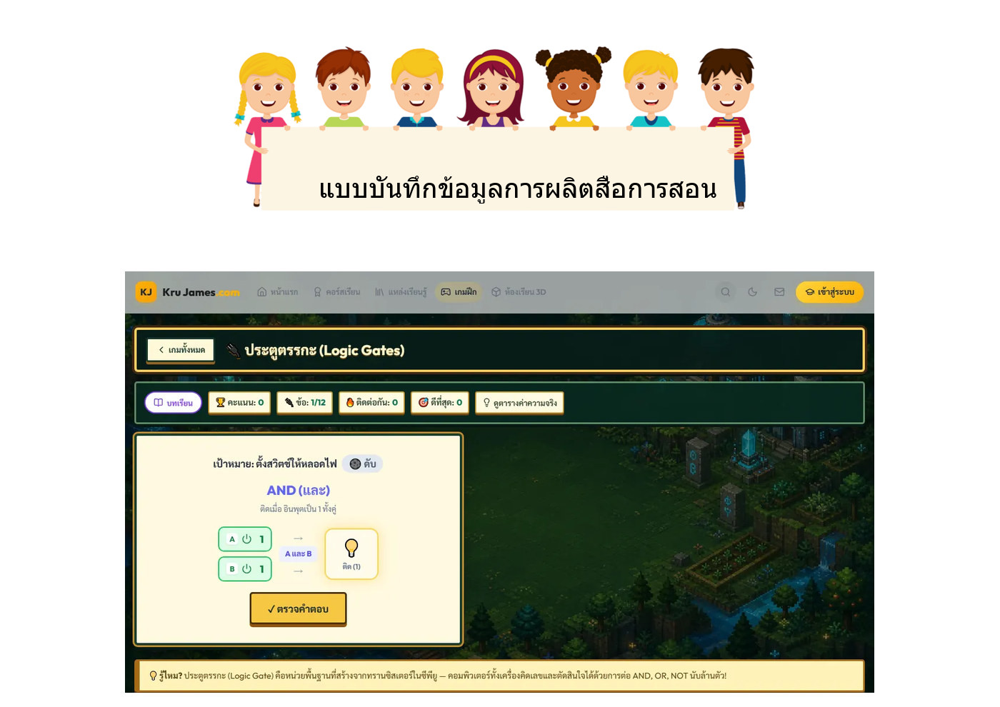 แบบบันทึกข้อมูลการผลิตสื่อการสอน
KJ Kru James.com หน้าแรก คอร์สเรียน แหล่งเรียนรู้ เกมฝึก ห้องเรียน 3D เข้าสู่ระบบ
เกมทั้งหมด ประตูตรรกะ (Logic Gates)
บทเรียน คะแนน: 0 ข้อ: 1/12 ติดต่อกัน: 0 ดีที่สุด: 0 ดูตารางค่าความจริง
เป้าหมาย: ตั้งสวิตช์ให้หลอดไฟ ดับ
AND (และ)
ติดเมื่อ อินพุตเป็น 1 ทั้งคู่
A 1 →
A และ B
B 1 →
ติด (1)
✓ ตรวจคำตอบ
รู้ไหม? ประตูตรรกะ (Logic Gate) คือหน่วยพื้นฐานที่สร้างจากทรานซิสเตอร์ในซีพียู — คอมพิวเตอร์ทั้งเครื่องคิดเลขและตัดสินใจได้ด้วยการต่อ AND, OR, NOT นับล้านตัว!